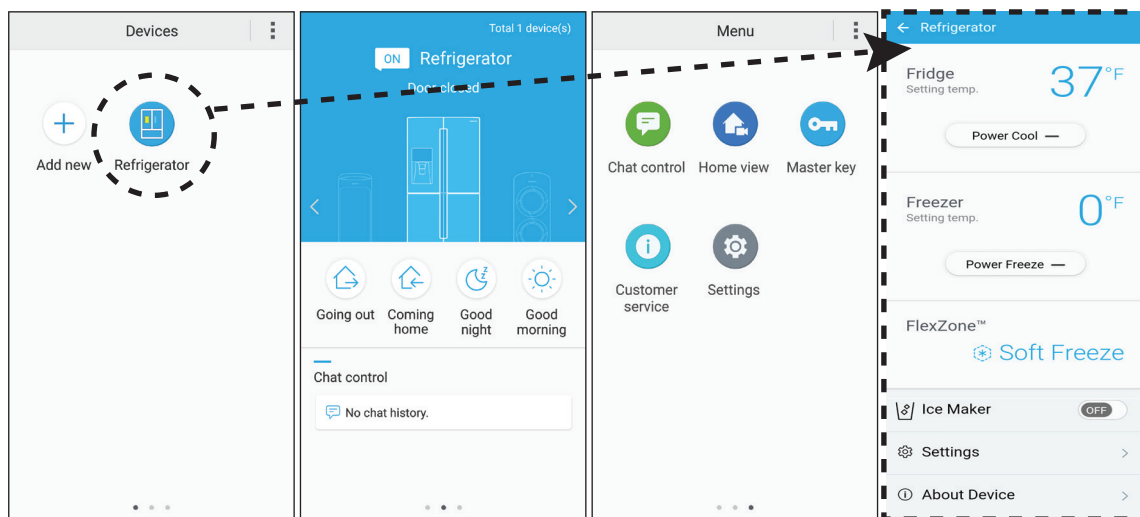 Devices
Add new
Refrigerator
Total 1 device(s)
ON Refrigerator
Door closed
Going out
Coming
home
Good
night
Good
morning
Chat control
No chat history.
Menu
Chat control
Home view
Master key
Customer
service
Settings
Refrigerator
Fridge
Setting temp.
37°F
Power Cool
Freezer
Setting temp.
0°F
Power Freeze
FlexZone™
Soft Freeze
Ice Maker
OFF
Settings
About Device